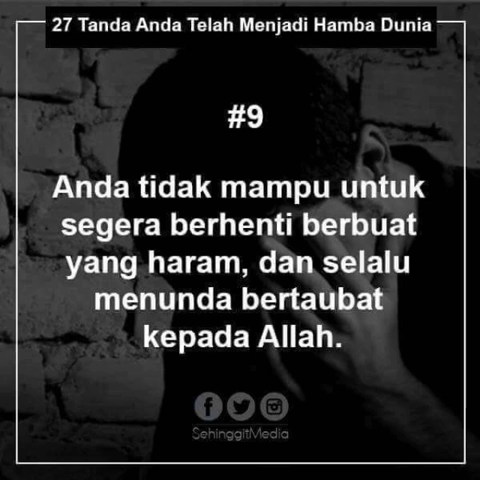 27 Tanda Anda Telah Menjadi Hamba Dunia
#9
Anda tidak mampu untuk
segera berhenti berbuat
yang haram, dan selalu
menunda bertaubat
kepada Allah.
SehinggitMedia